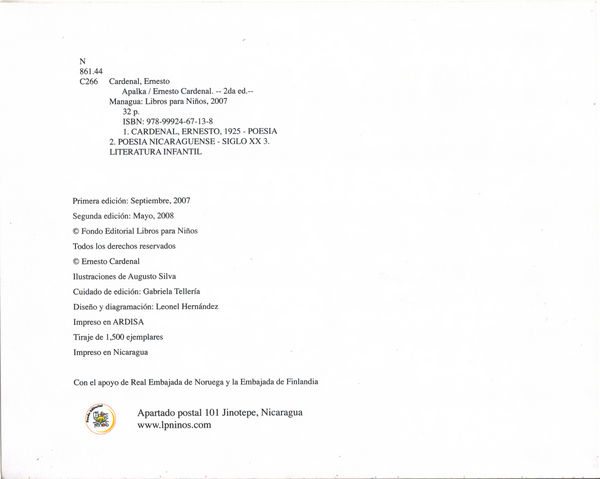 N
861.44
C266 Cardenal, Ernesto
Apalka / Ernesto Cardenal. -- 2da ed.--
Managua: Libros para Niños, 2007
32 p.
ISBN: 978-99924-67-13-8
1. CARDENAL, ERNESTO, 1925 - POESIA
2. POESIA NICARAGUENSE - SIGLO XX 3.
LITERATURA INFANTIL
Primera edición: Septiembre, 2007
Segunda edición: Mayo, 2008
© Fondo Editorial Libros para Niños
Todos los derechos reservados
© Ernesto Cardenal
Ilustraciones de Augusto Silva
Cuidado de edición: Gabriela Tellería
Diseño y diagramación: Leonel Hernández
Impreso en ARDISA
Tiraje de 1,500 ejemplares
Impreso en Nicaragua
Con el apoyo de Real Embajada de Noruega y la Embajada de Finlandia
Apartado postal 101 Jinotepe, Nicaragua
www.lpninos.com